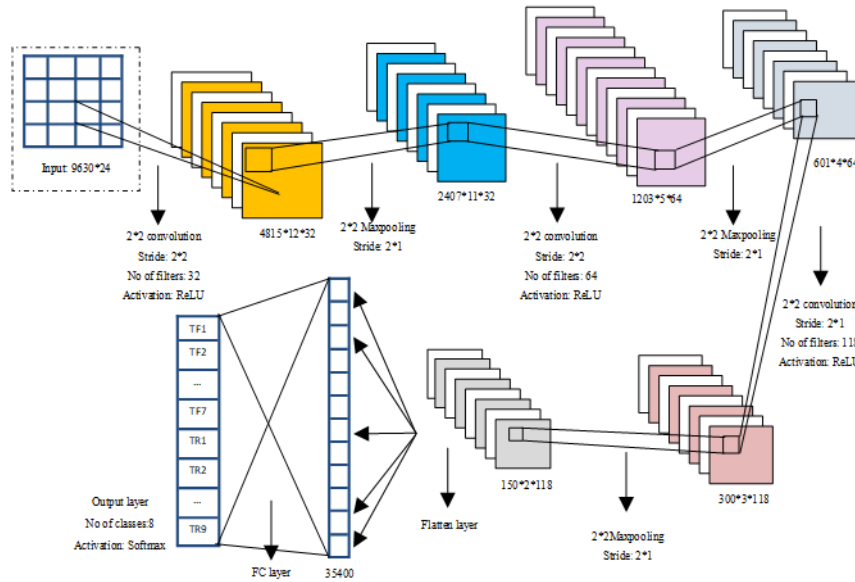 Input: 9630*24
4815*12*32
2407*11*32
1203*5*64
601*4*64
2*2 convolution
Stride: 2*2
No of filters: 32
Activation: ReLU
2*2 Maxpooling
Stride: 2*1
2*2 convolution
Stride: 2*2
No of filters: 64
Activation: ReLU
2*2 Maxpooling
Stride: 2*1
2*2 convolution
Stride: 2*1
No of filters: 118
Activation: ReLU
TF1
TF2
...
TF7
TR1
TR2
...
TR9
Output layer
No of classes:8
Activation: Softmax
FC layer
35400
Flatten layer
150*2*118
2*2Maxpooling
Stride: 2*1
300*3*118